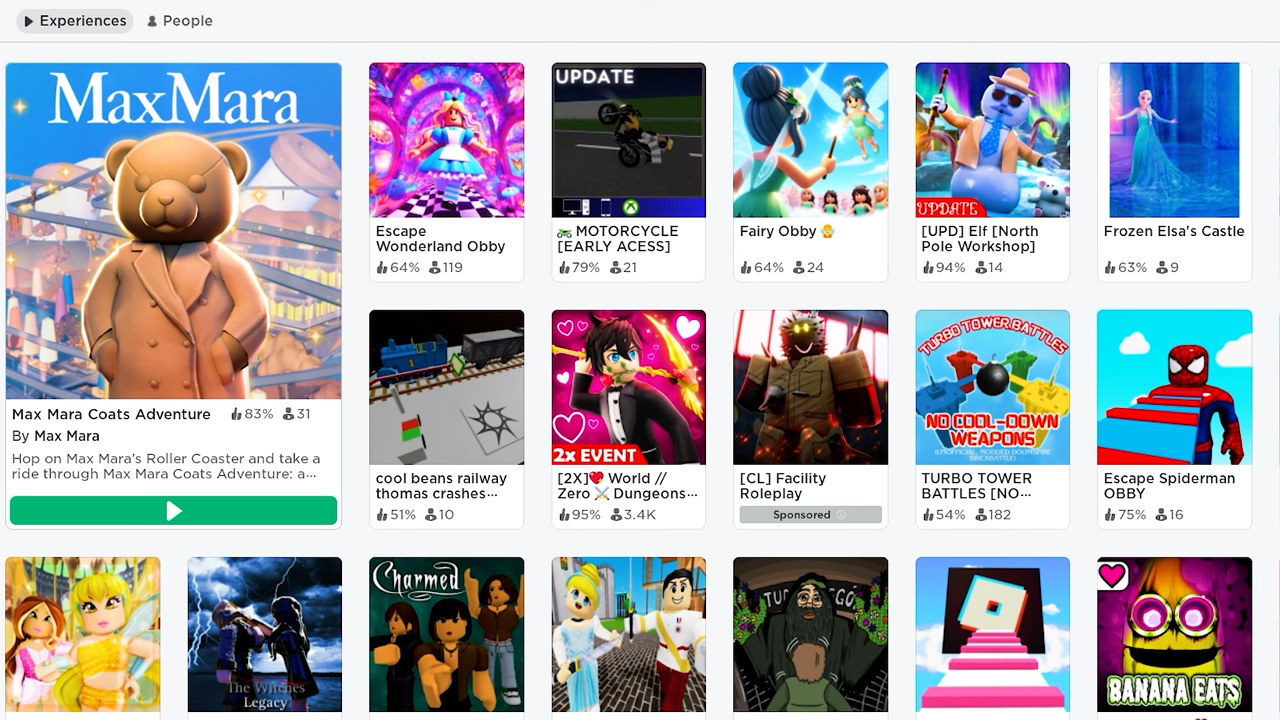 Experiences
People
MaxMara
Max Mara Coats Adventure
83% 31
By Max Mara
Hop on Max Mara's Roller Coaster and take a
ride through Max Mara Coats Adventure: a...
Escape
Wonderland Obby
64% 119
UPDATE
MOTORCYCLE
[EARLY ACESS]
79% 21
Fairy Obby
64% 24
UPDATE
[UPD] Elf [North
Pole Workshop]
94% 14
Frozen Elsa's Castle
63% 9
cool beans railway
thomas crashes...
51% 10
2x EVENT
[2X] World //
Zero Dungeons...
95% 3.4K
[CL] Facility
Roleplay
Sponsored
TURBO TOWER BATTLES
NO COOL-DOWN
WEAPONS
(UNOFFICIAL, MODDED DOOMSPIRE
BRICKBATTLE)
TURBO TOWER
BATTLES [NO...
54% 182
Escape Spiderman
OBBY
75% 16
The Witches
Legacy
Charmed
BANANA EATS